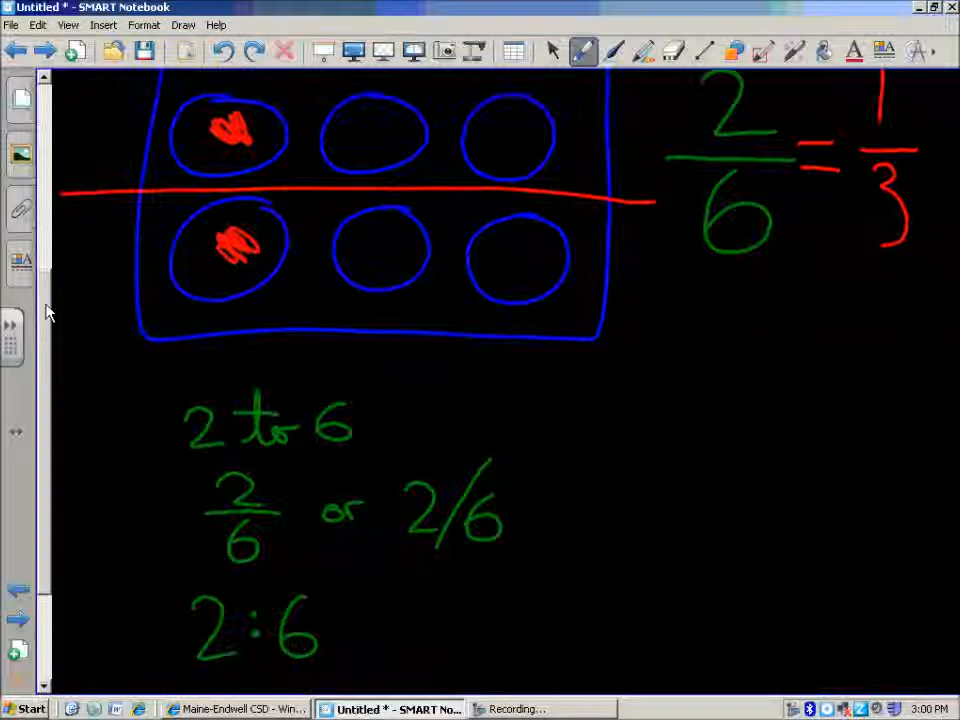 Untitled * - SMART Notebook
File Edit View Insert Format Draw Help
2/6 = 1/3
2 to 6
2/6 or 2/6
2:6
Start
Maine-Endwell CSD - Win...
Untitled * - SMART No...
Recording...
3:00 PM